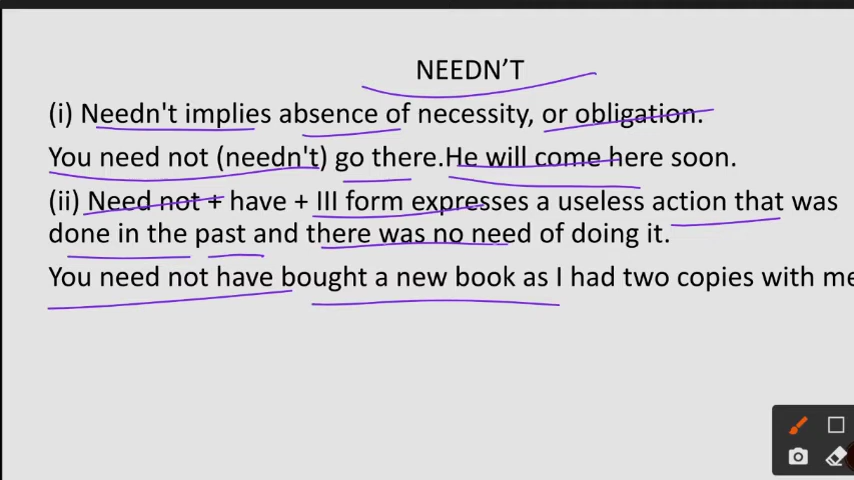 NEEDN’T
(i) Needn't implies absence of necessity, or obligation.
You need not (needn't) go there.He will come here soon.
(ii) Need not + have + III form expresses a useless action that was
done in the past and there was no need of doing it.
You need not have bought a new book as I had two copies with me